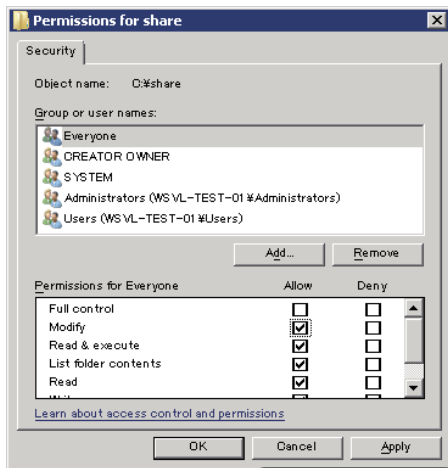 Permissions for share
Security
Object name: C:¥share
Group or user names:
Everyone
CREATOR OWNER
SYSTEM
Administrators (WSVL-TEST-01¥Administrators)
Users (WSVL-TEST-01¥Users)
Add... Remove
Permissions for Everyone Allow Deny
Full control
Modify
Read & execute
List folder contents
Read
Learn about access control and permissions
OK Cancel Apply